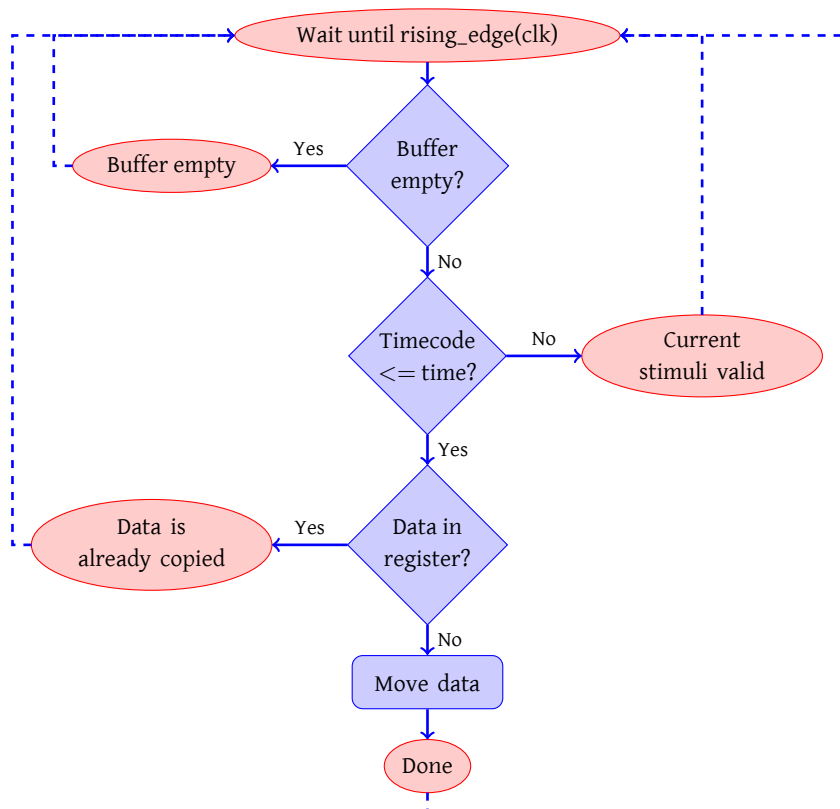 Wait until rising_edge(clk)
Yes
Buffer empty
Buffer
empty?
No
Timecode
<= time?
No
Current
stimuli valid
Yes
Data is
already copied
Yes
Data in
register?
No
Move data
Done